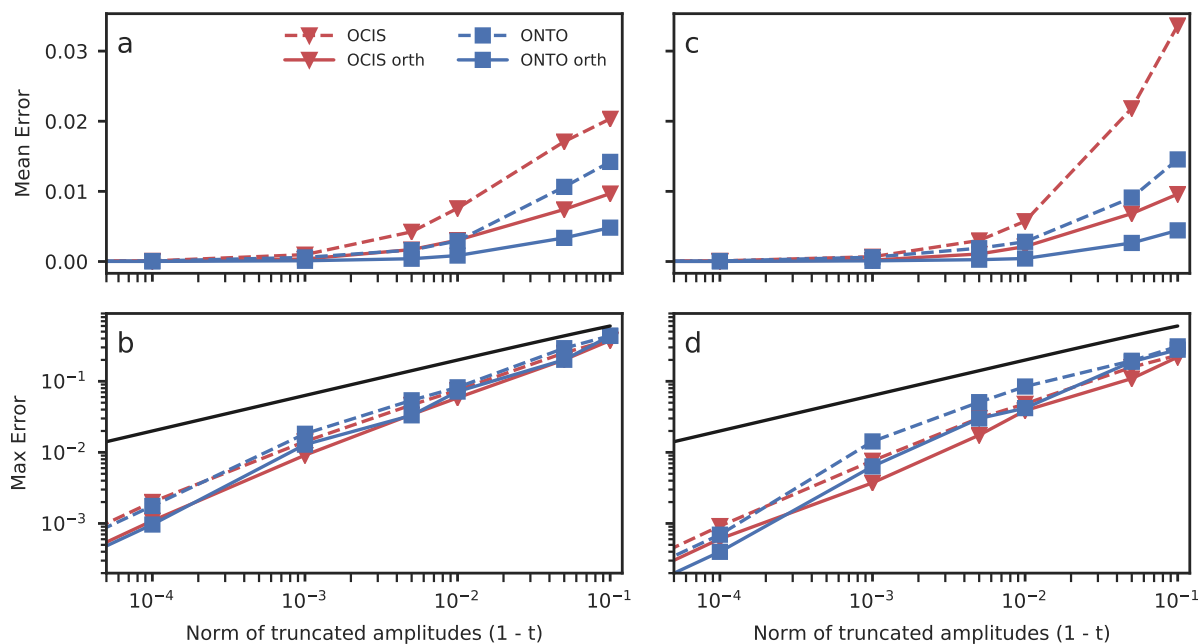 a
OCIS
OCIS orth
ONTO
ONTO orth
c
Mean Error
0.03
0.02
0.01
0.00
b
d
Max Error
10⁻¹
10⁻²
10⁻³
10⁻⁴ 10⁻³ 10⁻² 10⁻¹
10⁻⁴ 10⁻³ 10⁻² 10⁻¹
Norm of truncated amplitudes (1 - t)
Norm of truncated amplitudes (1 - t)